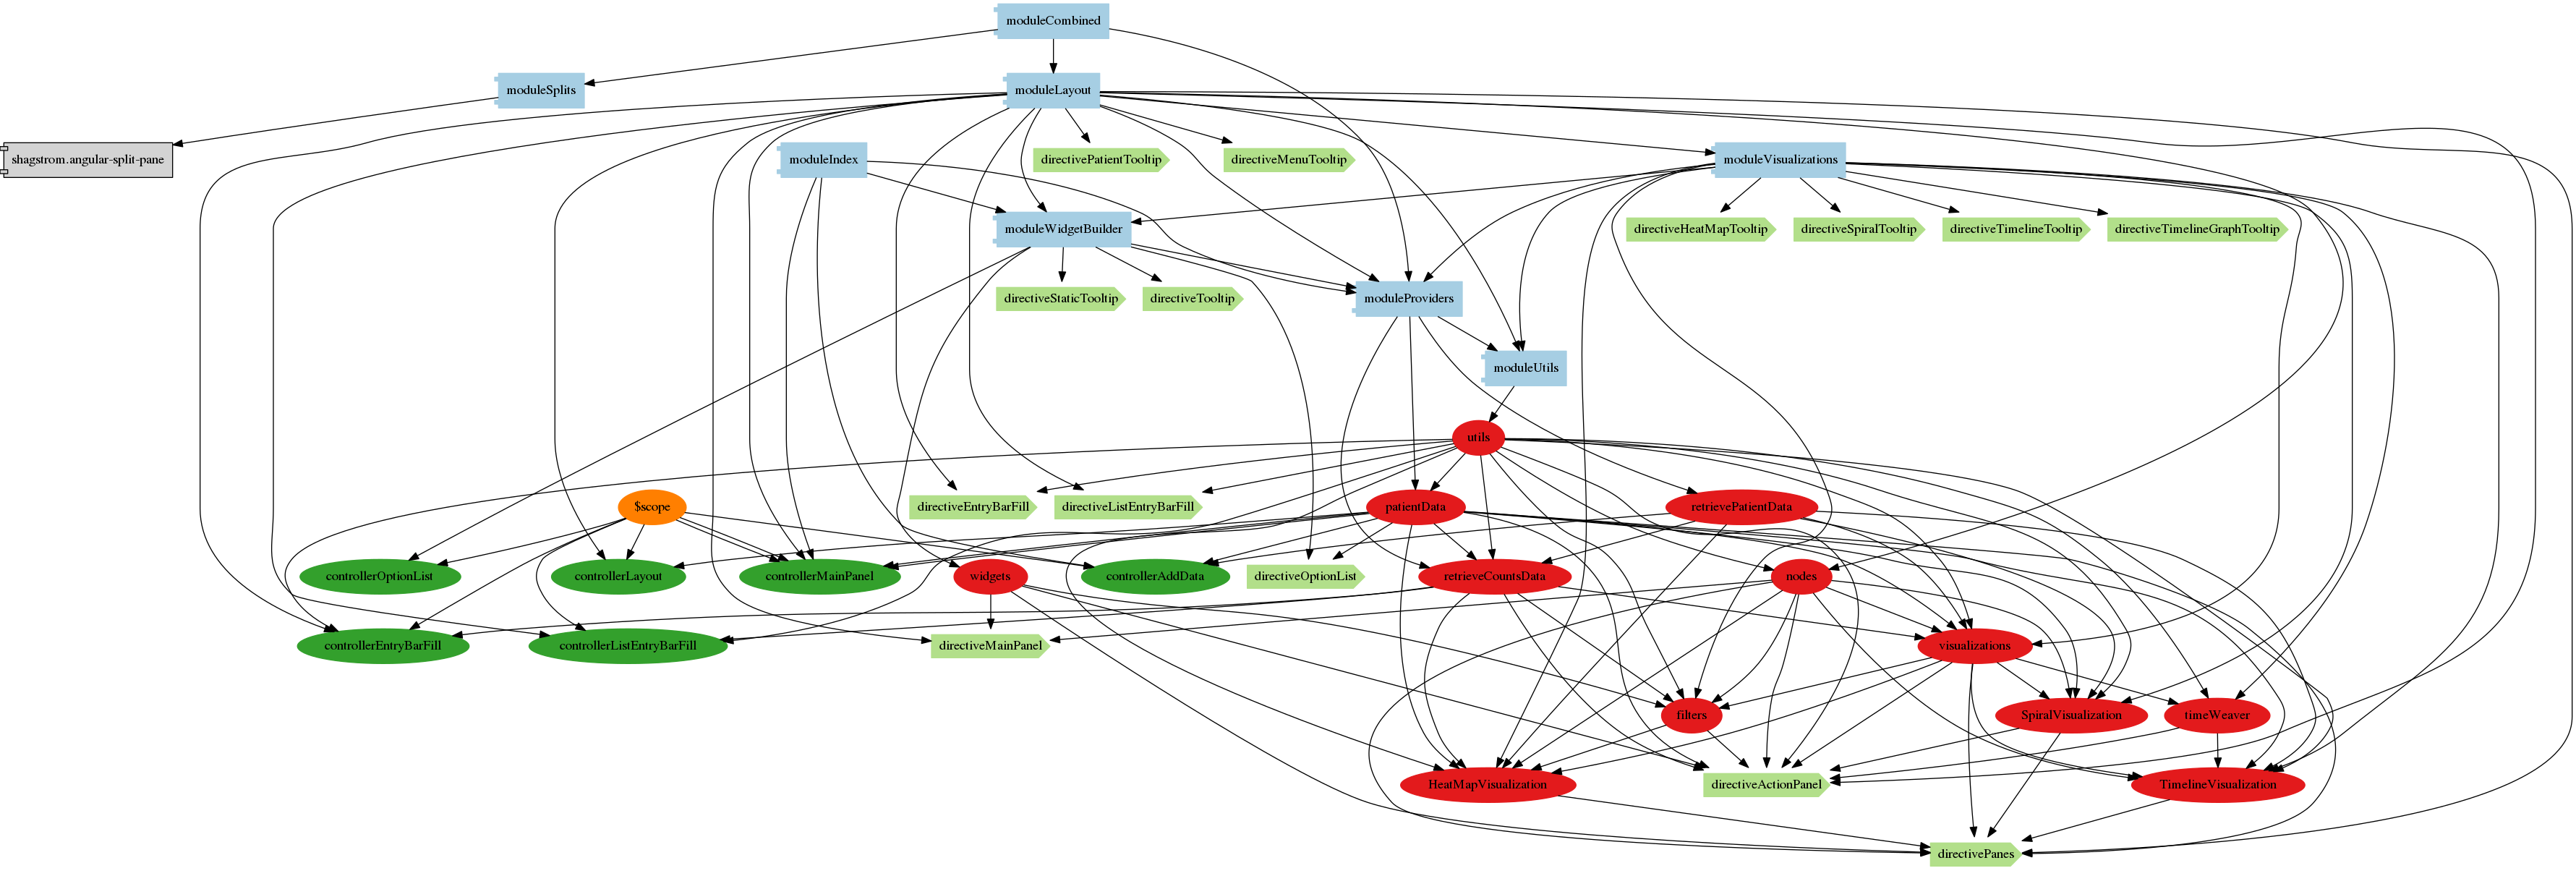 moduleCombined
moduleSplits
moduleLayout
shagstrom.angular-split-pane
moduleIndex
directivePatientTooltip
directiveMenuTooltip
moduleVisualizations
moduleWidgetBuilder
directiveHeatMapTooltip
directiveSpiralTooltip
directiveTimelineTooltip
directiveTimelineGraphTooltip
directiveStaticTooltip
directiveTooltip
moduleProviders
moduleUtils
utils
$scope
directiveEntryBarFill
directiveListEntryBarFill
patientData
retrievePatientData
controllerOptionList
controllerLayout
controllerMainPanel
widgets
controllerAddData
directiveOptionList
retrieveCountsData
nodes
controllerEntryBarFill
controllerListEntryBarFill
directiveMainPanel
visualizations
filters
SpiralVisualization
timeWeaver
HeatMapVisualization
directiveActionPanel
TimelineVisualization
directivePanes